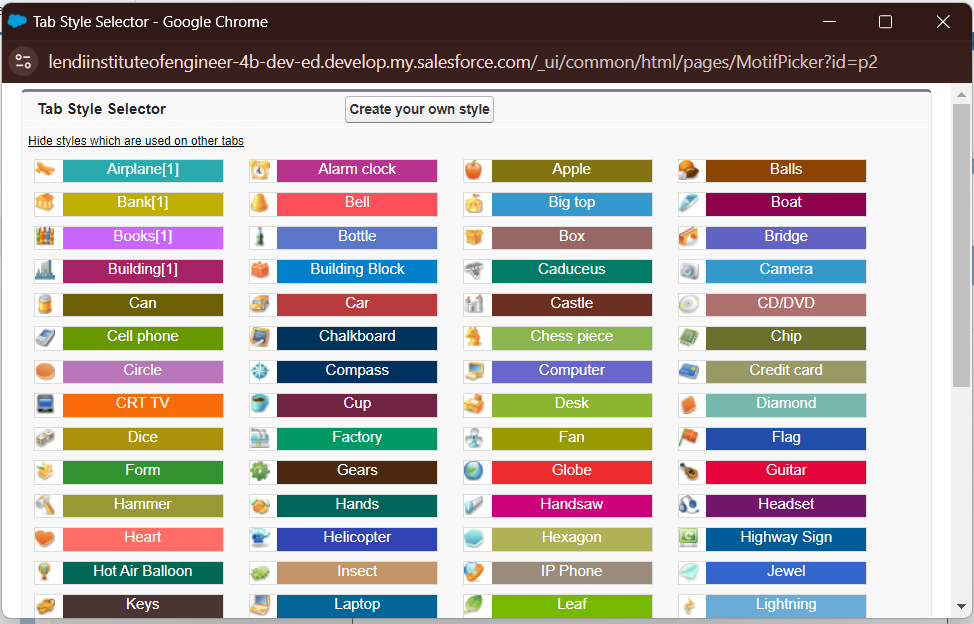 Tab Style Selector - Google Chrome
lendiinstituteofengineer-4b-dev-ed.develop.my.salesforce.com/_ui/common/html/pages/MotifPicker?id=p2
Tab Style Selector Create your own style
Hide styles which are used on other tabs
Airplane[1] Alarm clock Apple Balls
Bank[1] Bell Big top Boat
Books[1] Bottle Box Bridge
Building[1] Building Block Caduceus Camera
Can Car Castle CD/DVD
Cell phone Chalkboard Chess piece Chip
Circle Compass Computer Credit card
CRT TV Cup Desk Diamond
Dice Factory Fan Flag
Form Gears Globe Guitar
Hammer Hands Handsaw Headset
Heart Helicopter Hexagon Highway Sign
Hot Air Balloon Insect IP Phone Jewel
Keys Laptop Leaf Lightning